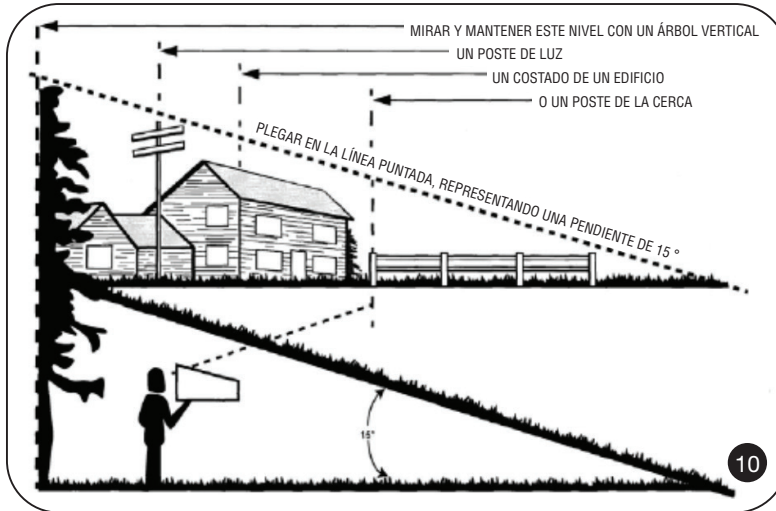 MIRAR Y MANTENER ESTE NIVEL CON UN ÁRBOL VERTICAL
UN POSTE DE LUZ
UN COSTADO DE UN EDIFICIO
O UN POSTE DE LA CERCA
PLEGAR EN LA LÍNEA PUNTADA, REPRESENTANDO UNA PENDIENTE DE 15 °
15°
10